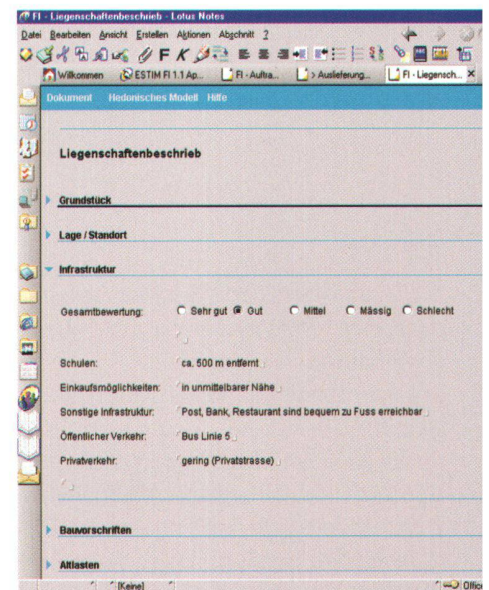 FI - Liegenschaftenbeschrieb - Lotus Notes
Datei Bearbeiten Ansicht Erstellen Aktionen Abschnitt ?
F K
Willkommen ESTIM FI 1.1 Ap... FI - Auftra... > Auslieferung... FI - Liegensch...
Dokument Hedonisches Modell Hilfe
Liegenschaftenbeschrieb
Grundstück
Lage / Standort
Infrastruktur
Gesamtbewertung: Sehr gut Gut Mittel Mässig Schlecht
Schulen: ca. 500 m entfernt
Einkaufsmöglichkeiten: in unmittelbarer Nähe
Sonstige Infrastruktur: Post, Bank, Restaurant sind bequem zu Fuss erreichbar
Öffentlicher Verkehr: Bus Linie 5
Privatverkehr: gering (Privatstrasse)
Bauvorschriften
Altlasten
[Keine] Office